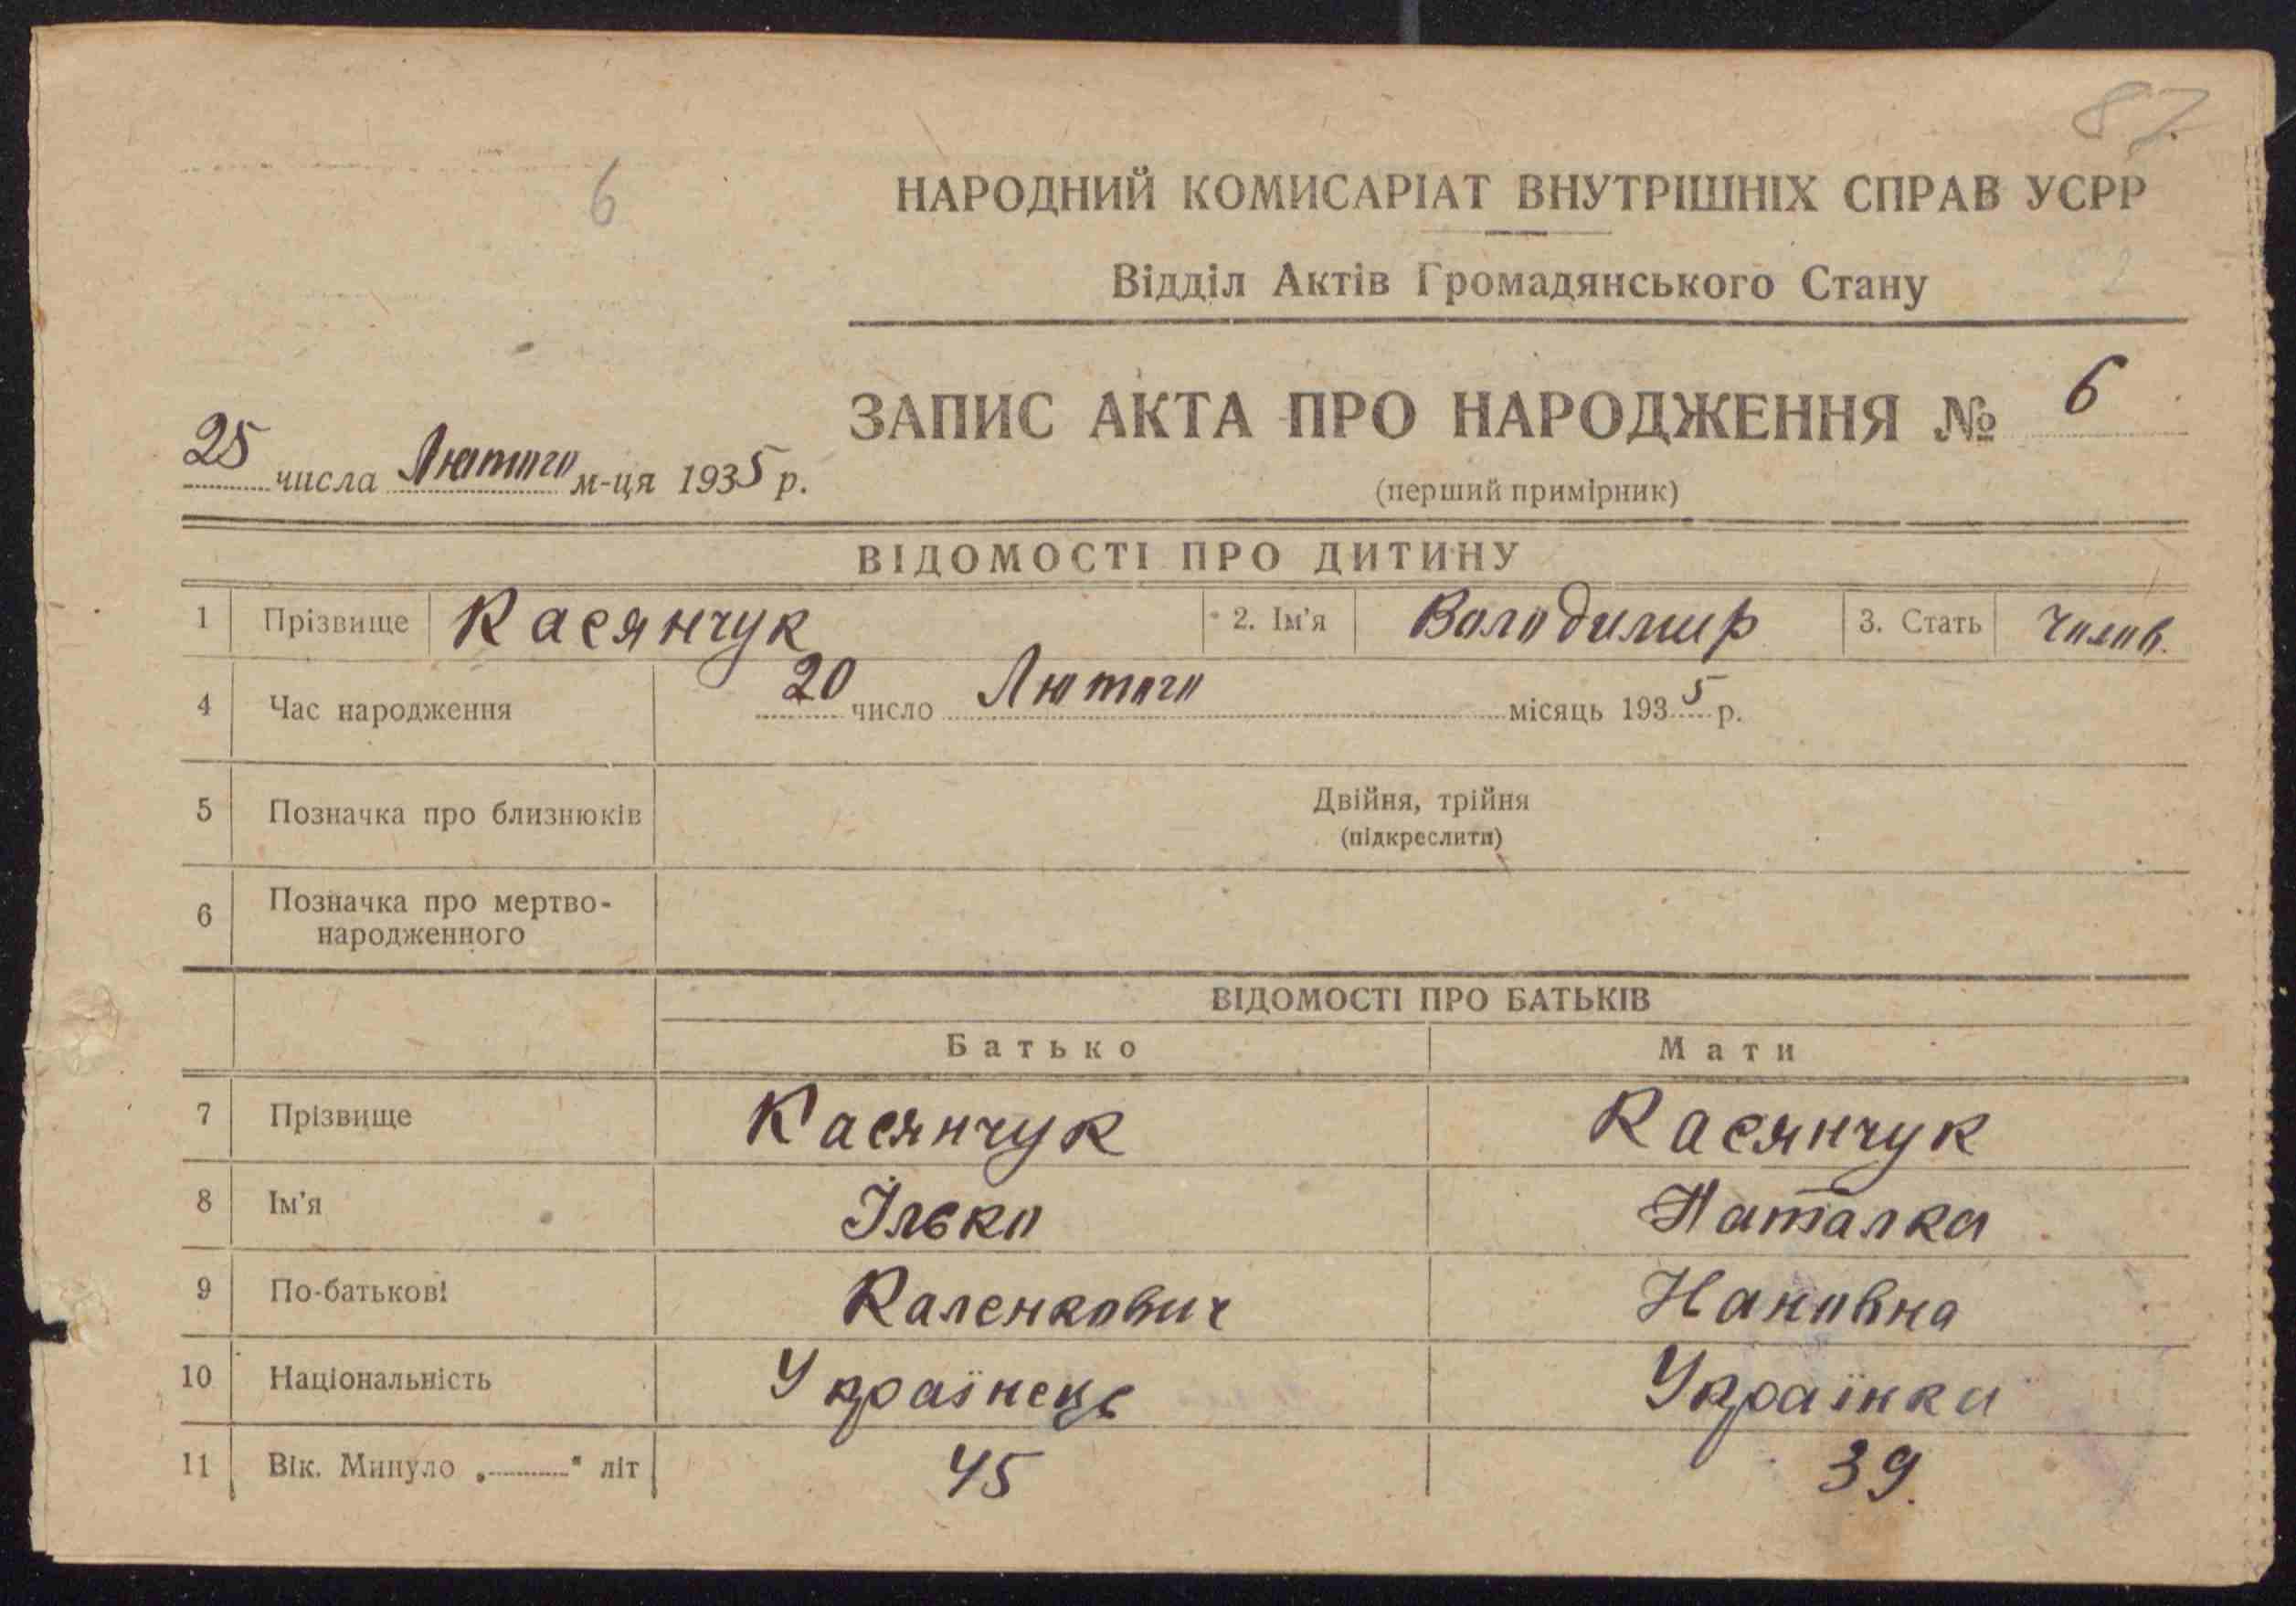 87
6
НАРОДНИЙ КОМИСАРІАТ ВНУТРІШНІХ СПРАВ УСРР
Відділ Актів Громадянського Стану
2
ЗАПИС АКТА ПРО НАРОДЖЕННЯ № 6
25 числа Лютого м-ця 1935 р.
(перший примірник)
ВІДОМОСТІ ПРО ДИТИНУ
1 Прізвище Касянчук 2. Ім'я Володимир 3. Стать Чолов.
4 Час народження 20 число Лютого місяць 1935 р.
5 Позначка про близнюків Двійня, трійня
(підкреслити)
6 Позначка про мертво-
народженного
ВІДОМОСТІ ПРО БАТЬКІВ
Батько Мати
7 Прізвище Касянчук Касянчук
8 Ім'я Ілько Наталка
9 По-батькові Каленкович Нановна
10 Національність Українець Українка
11 Вік. Минуло „ " літ 45 39.